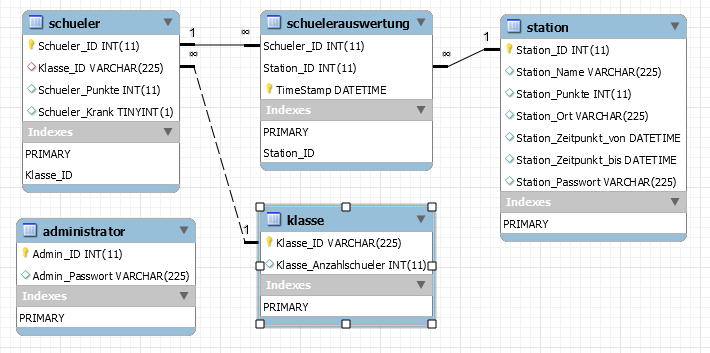 schueler
Schueler_ID INT(11)
Klasse_ID VARCHAR(225)
Schueler_Punkte INT(11)
Schueler_Krank TINYINT(1)
Indexes
PRIMARY
Klasse_ID
1
∞
∞
schuelerauswertung
Schueler_ID INT(11)
Station_ID INT(11)
TimeStamp DATETIME
Indexes
PRIMARY
Station_ID
∞
1
station
Station_ID INT(11)
Station_Name VARCHAR(225)
Station_Punkte INT(11)
Station_Ort VARCHAR(225)
Station_Zeitpunkt_von DATETIME
Station_Zeitpunkt_bis DATETIME
Station_Passwort VARCHAR(225)
Indexes
PRIMARY
administrator
Admin_ID INT(11)
Admin_Passwort VARCHAR(225)
Indexes
PRIMARY
1
klasse
Klasse_ID VARCHAR(225)
Klasse_Anzahlschueler INT(11)
Indexes
PRIMARY